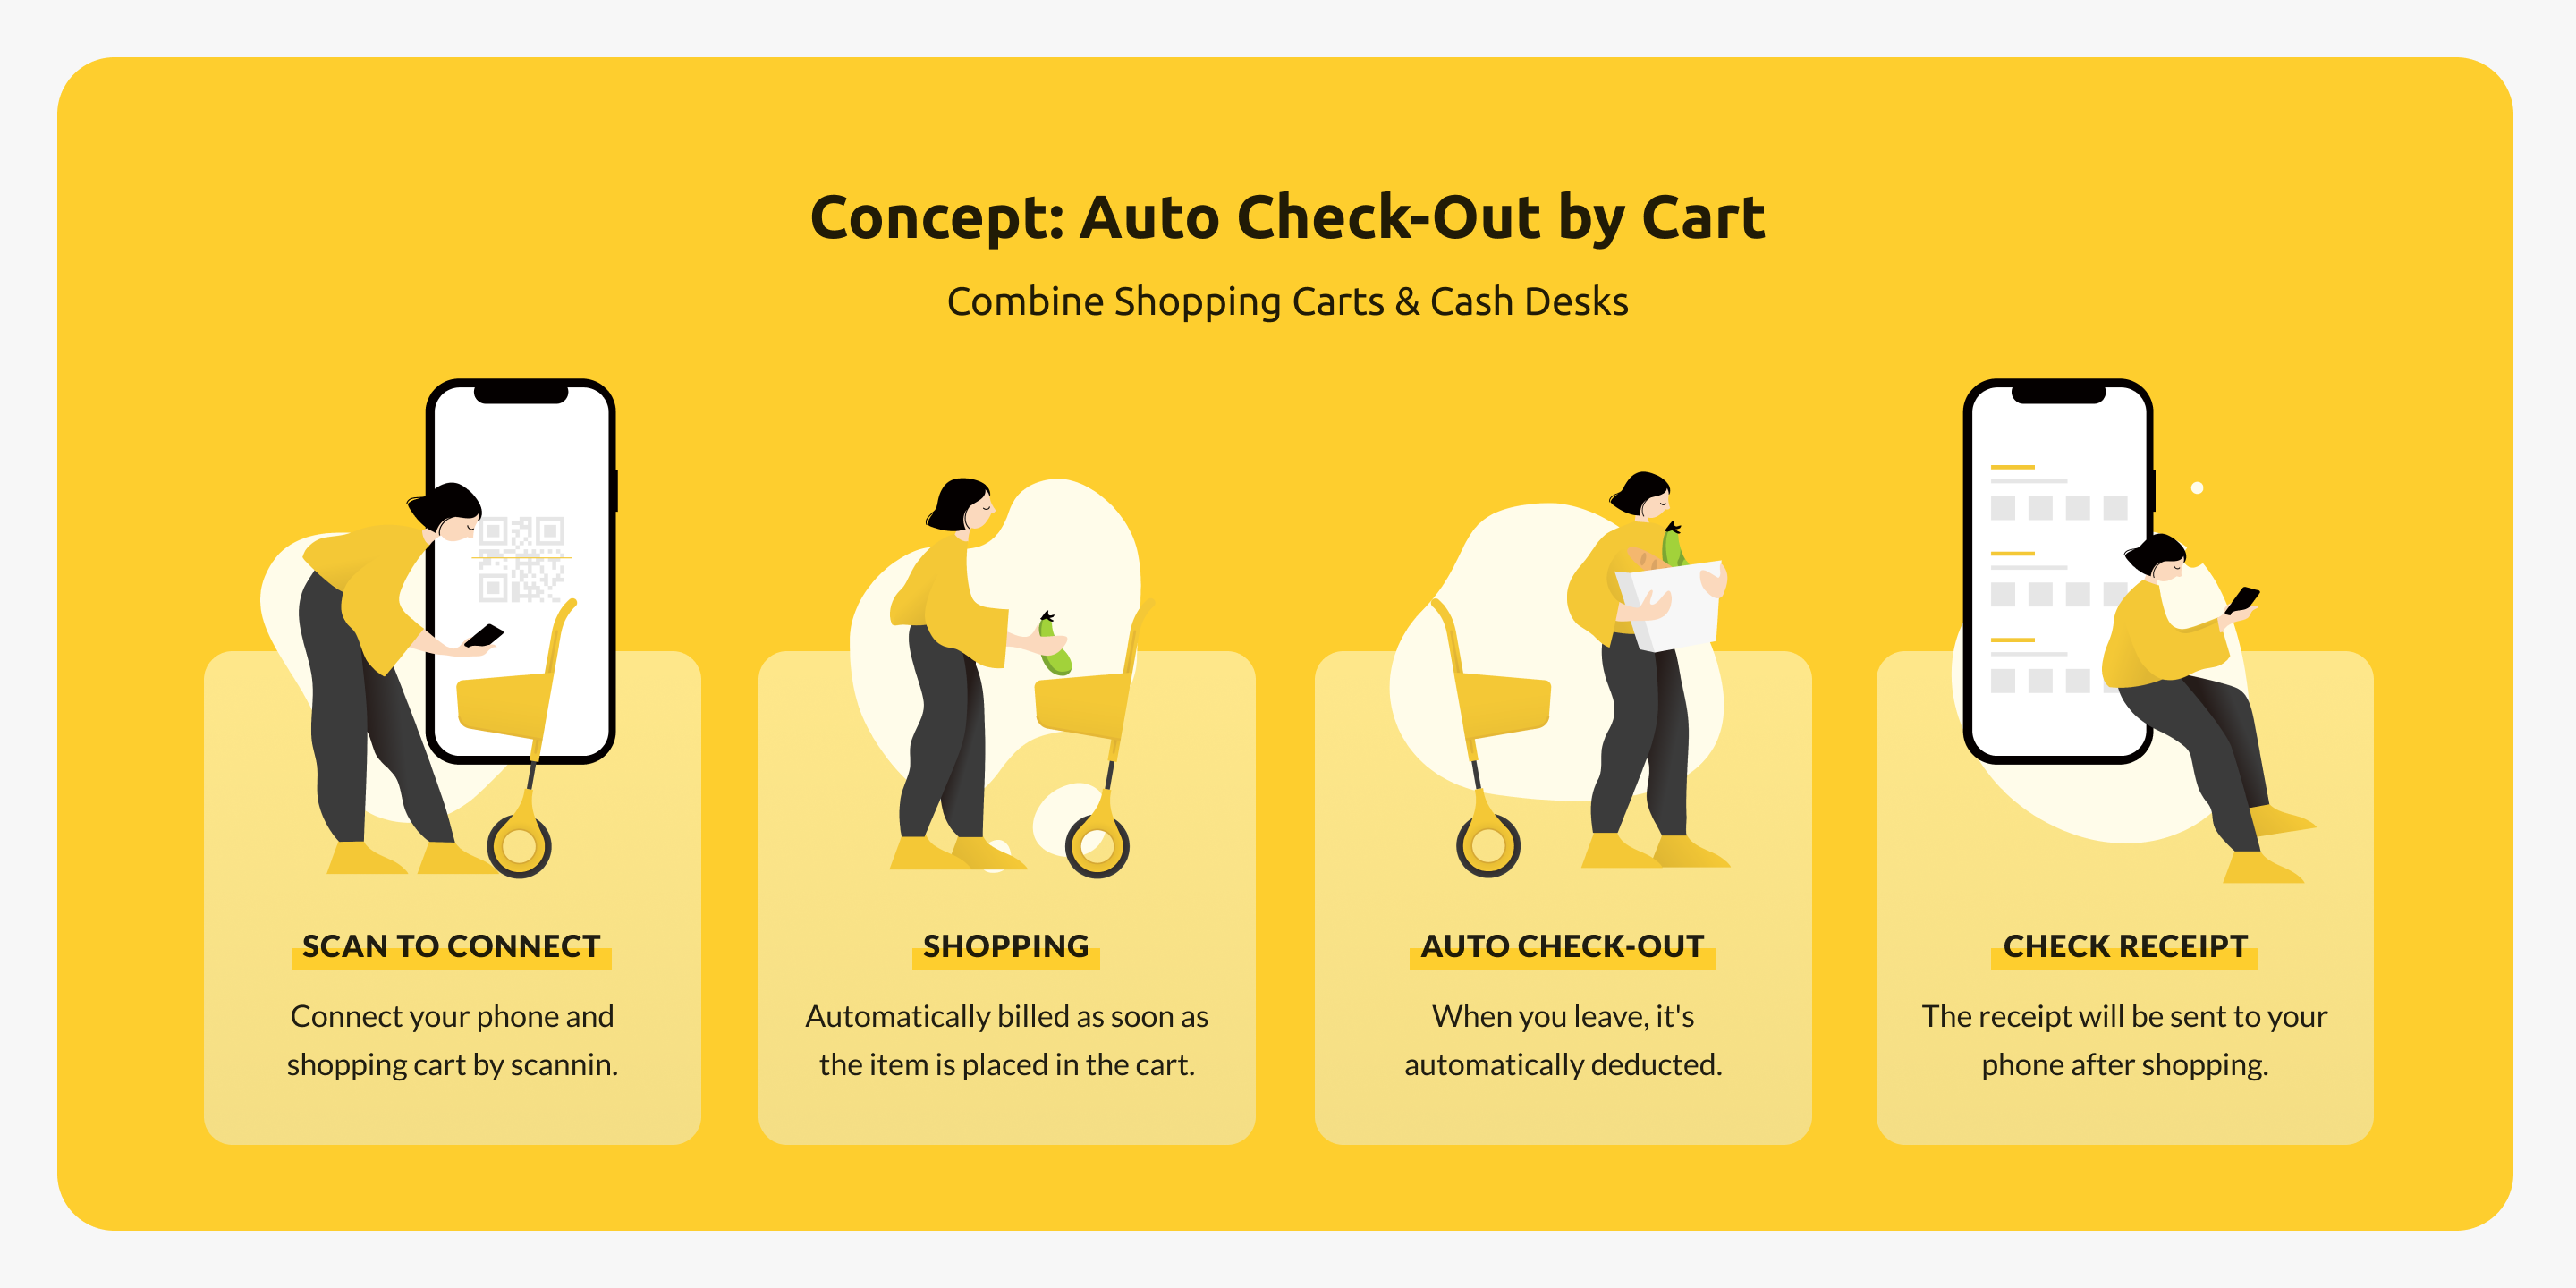 Concept: Auto Check-Out by Cart
Combine Shopping Carts & Cash Desks
SCAN TO CONNECT
Connect your phone and
shopping cart by scannin.
SHOPPING
Automatically billed as soon as
the item is placed in the cart.
AUTO CHECK-OUT
When you leave, it's
automatically deducted.
CHECK RECEIPT
The receipt will be sent to your
phone after shopping.